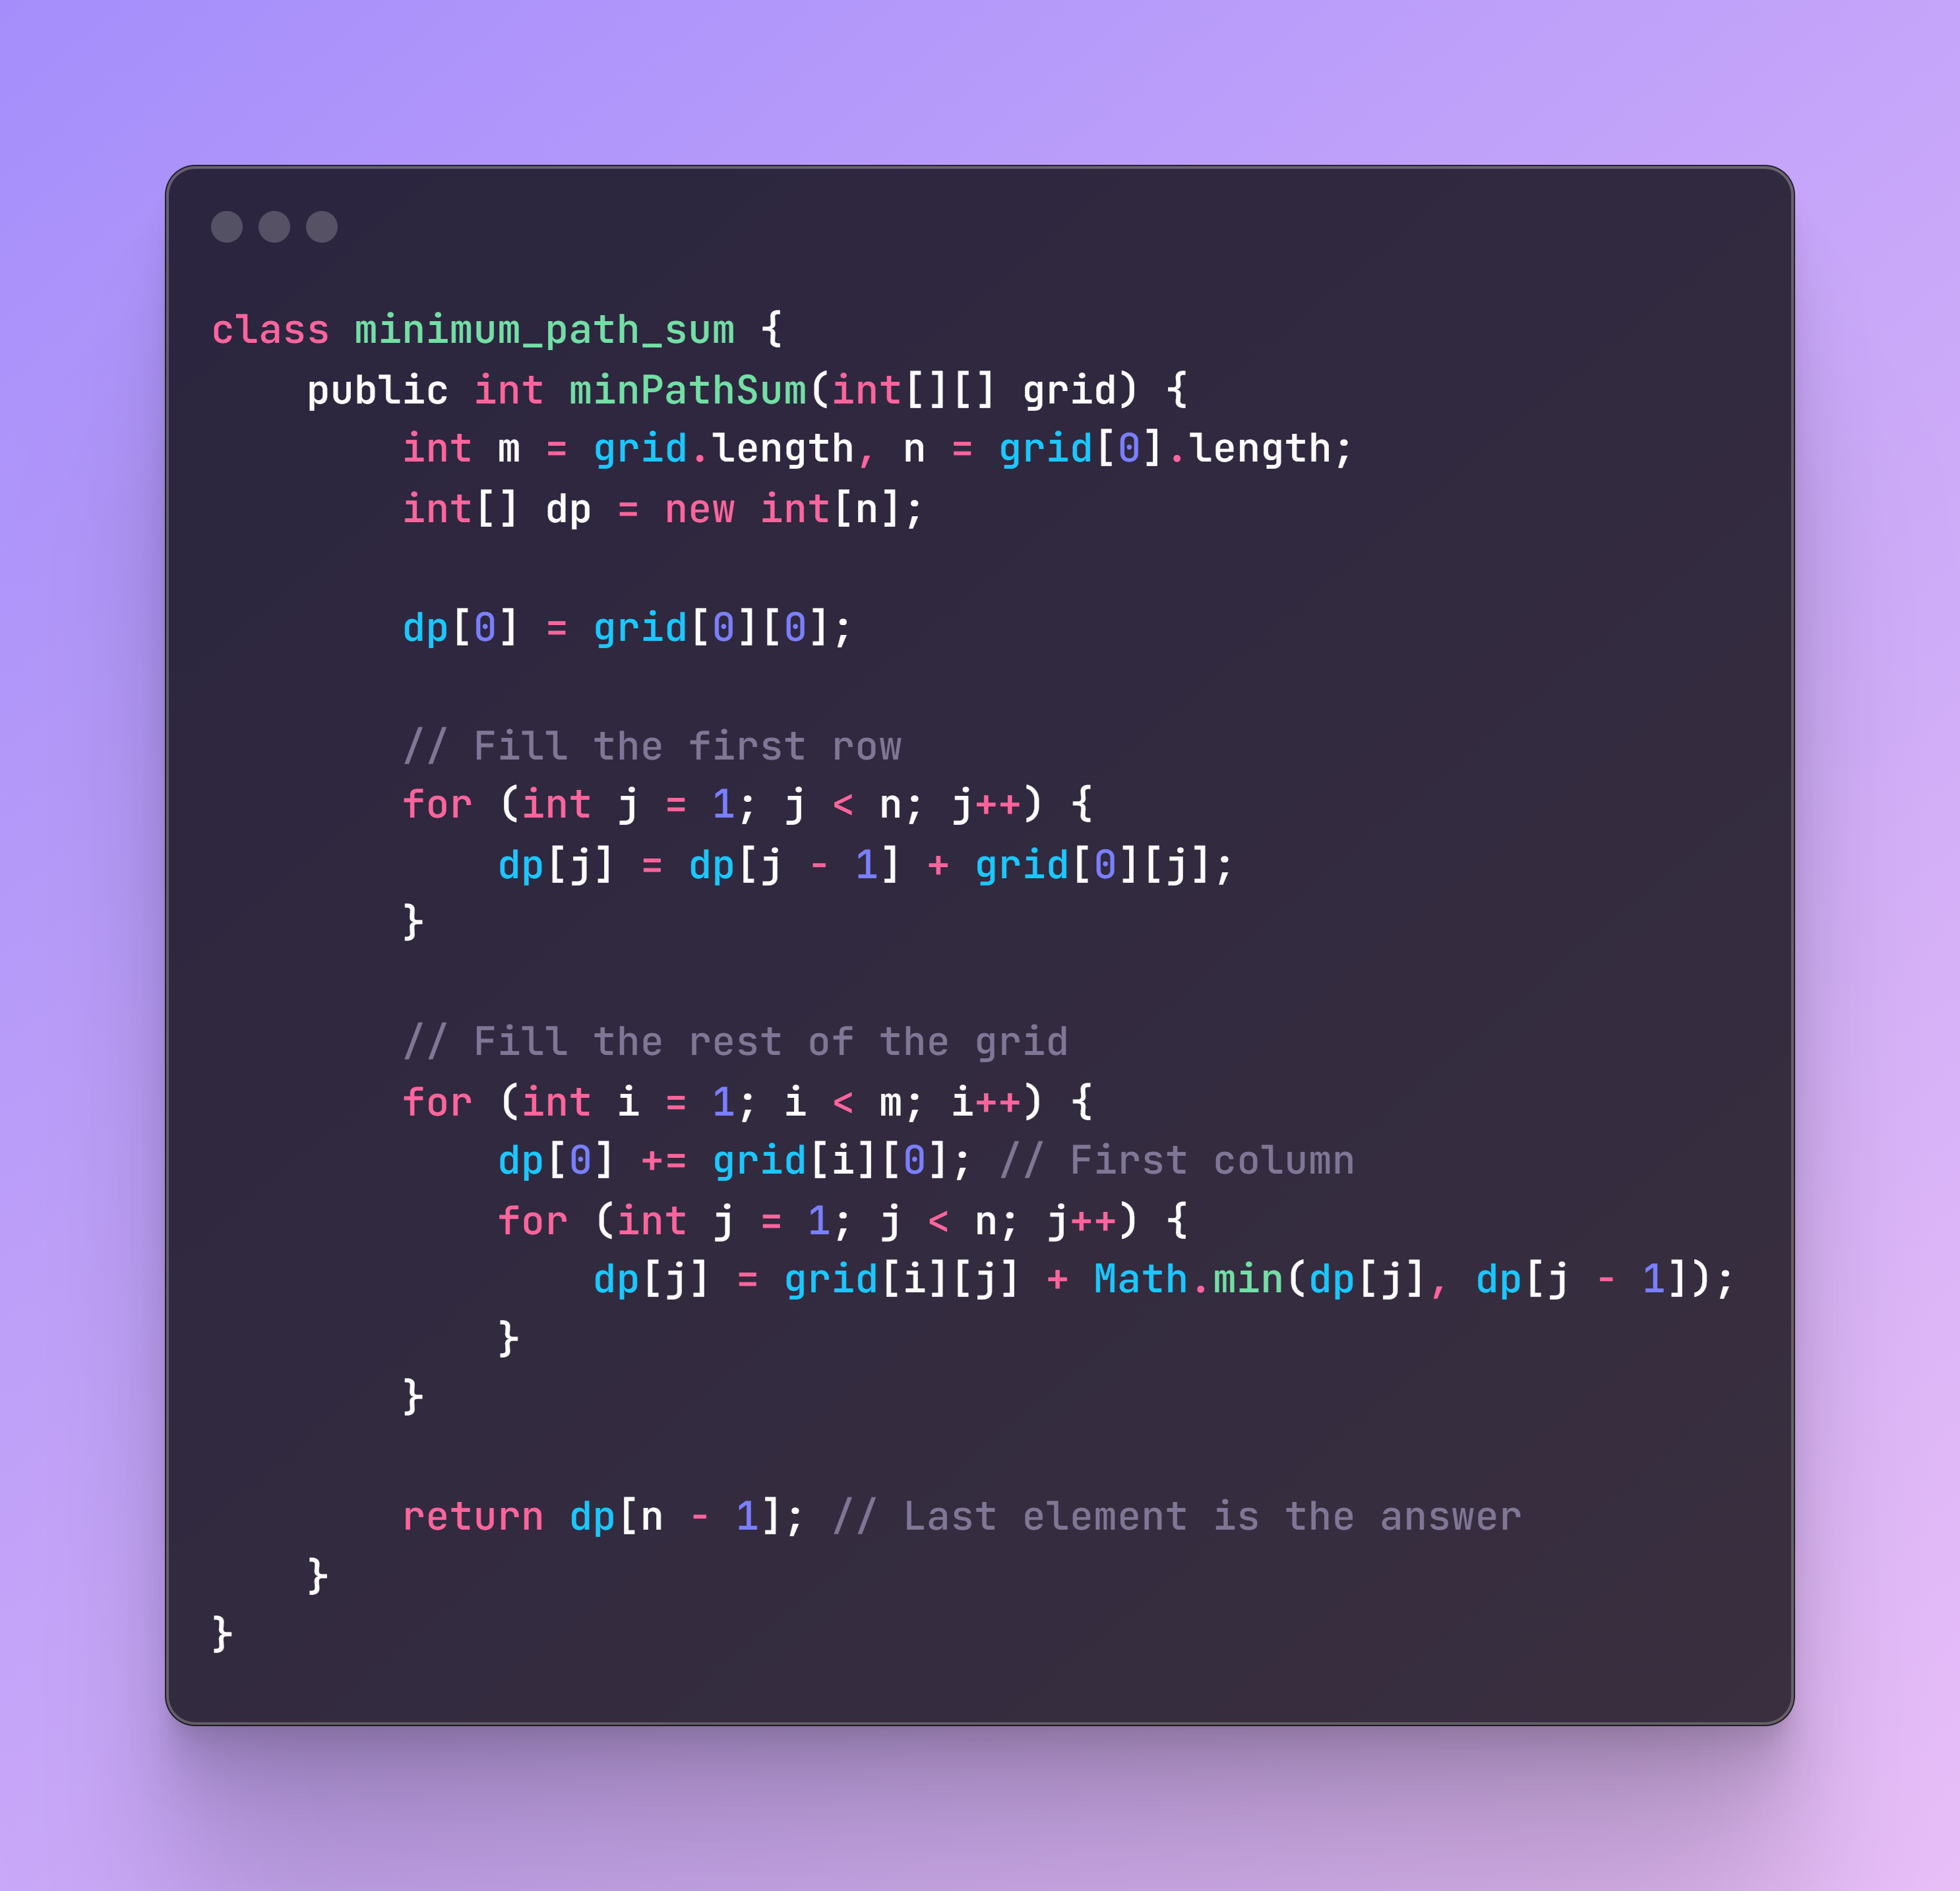 class minimum_path_sum {
    public int minPathSum(int[][] grid) {
        int m = grid.length, n = grid[0].length;
        int[] dp = new int[n];

        dp[0] = grid[0][0];

        // Fill the first row
        for (int j = 1; j < n; j++) {
            dp[j] = dp[j - 1] + grid[0][j];
        }

        // Fill the rest of the grid
        for (int i = 1; i < m; i++) {
            dp[0] += grid[i][0]; // First column
            for (int j = 1; j < n; j++) {
                dp[j] = grid[i][j] + Math.min(dp[j], dp[j - 1]);
            }
        }

        return dp[n - 1]; // Last element is the answer
    }
}